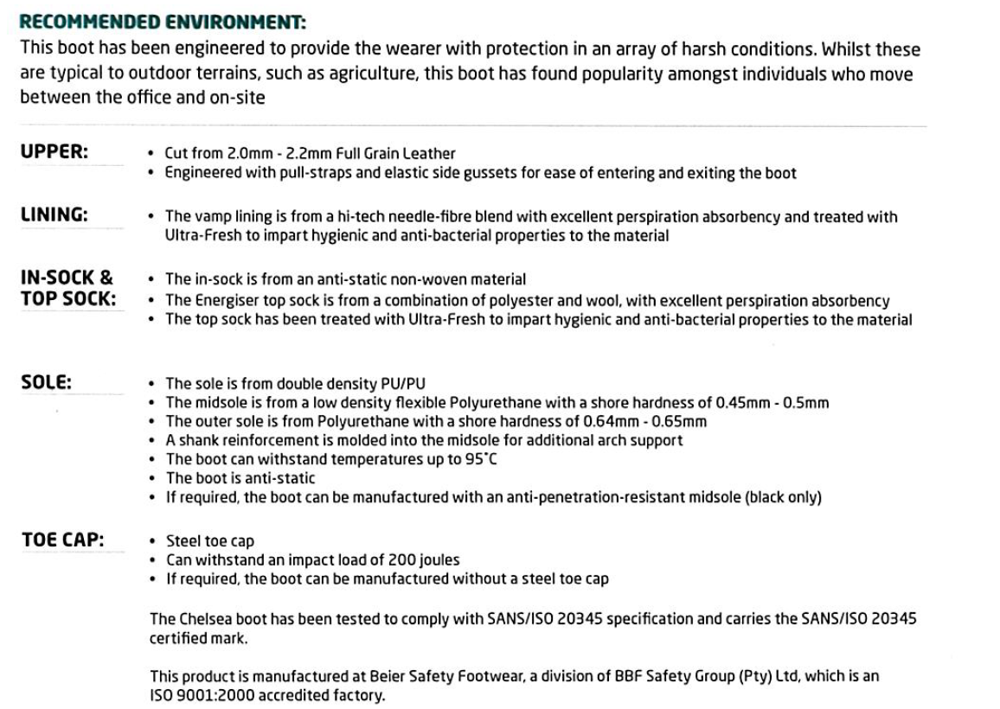 RECOMMENDED ENVIRONMENT:
This boot has been engineered to provide the wearer with protection in an array of harsh conditions. Whilst these
are typical to outdoor terrains, such as agriculture, this boot has found popularity amongst individuals who move
between the office and on-site
UPPER:
• Cut from 2.0mm - 2.2mm Full Grain Leather
• Engineered with pull-straps and elastic side gussets for ease of entering and exiting the boot
LINING:
• The vamp lining is from a hi-tech needle-fibre blend with excellent perspiration absorbency and treated with
Ultra-Fresh to impart hygienic and anti-bacterial properties to the material
IN-SOCK &
TOP SOCK:
• The in-sock is from an anti-static non-woven material
• The Energiser top sock is from a combination of polyester and wool, with excellent perspiration absorbency
• The top sock has been treated with Ultra-Fresh to impart hygienic and anti-bacterial properties to the material
SOLE:
• The sole is from double density PU/PU
• The midsole is from a low density flexible Polyurethane with a shore hardness of 0.45mm - 0.5mm
• The outer sole is from Polyurethane with a shore hardness of 0.64mm - 0.65mm
• A shank reinforcement is molded into the midsole for additional arch support
• The boot can withstand temperatures up to 95°C
• The boot is anti-static
• If required, the boot can be manufactured with an anti-penetration-resistant midsole (black only)
TOE CAP:
• Steel toe cap
• Can withstand an impact load of 200 joules
• If required, the boot can be manufactured without a steel toe cap
The Chelsea boot has been tested to comply with SANS/ISO 20345 specification and carries the SANS/ISO 20345
certified mark.
This product is manufactured at Beier Safety Footwear, a division of BBF Safety Group (Pty) Ltd, which is an
ISO 9001:2000 accredited factory.